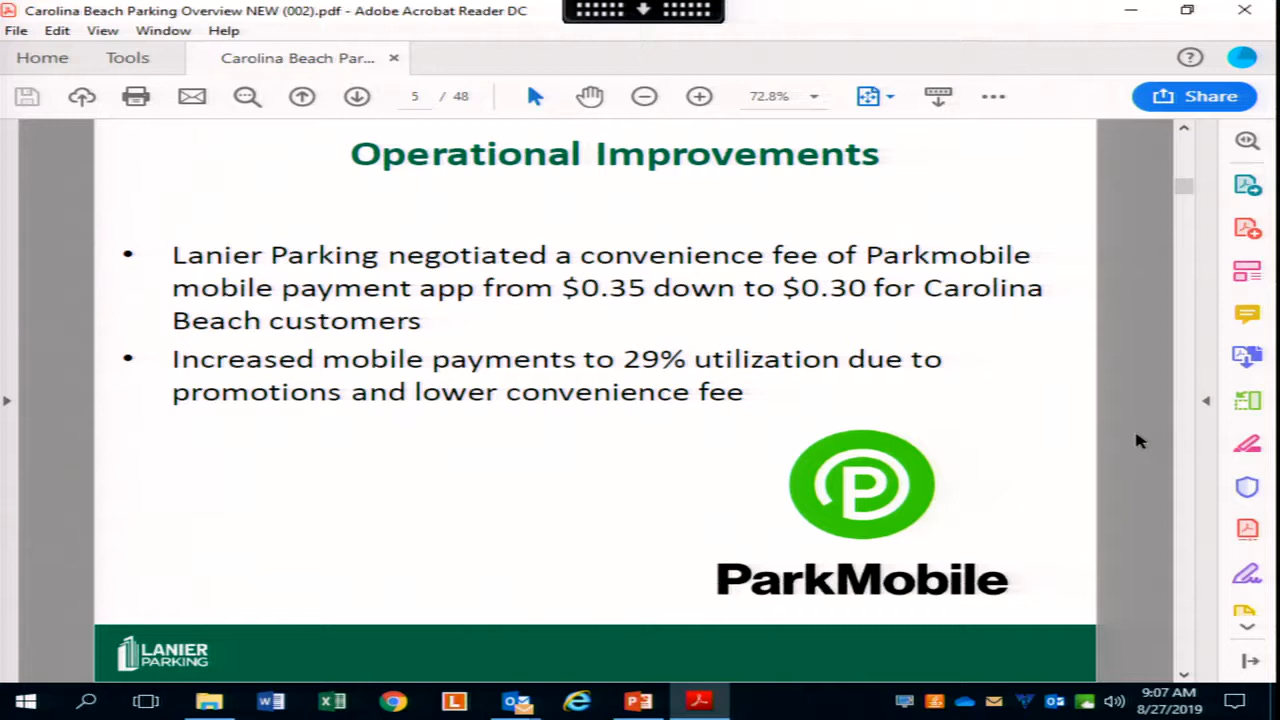 Carolina Beach Parking Overview NEW (002).pdf - Adobe Acrobat Reader DC
File Edit View Window Help
Home Tools Carolina Beach Par... ×
5 / 48 72.8% Share
Operational Improvements
• Lanier Parking negotiated a convenience fee of Parkmobile
mobile payment app from $0.35 down to $0.30 for Carolina
Beach customers
• Increased mobile payments to 29% utilization due to
promotions and lower convenience fee
P
ParkMobile
LANIER
PARKING
9:07 AM
8/27/2019